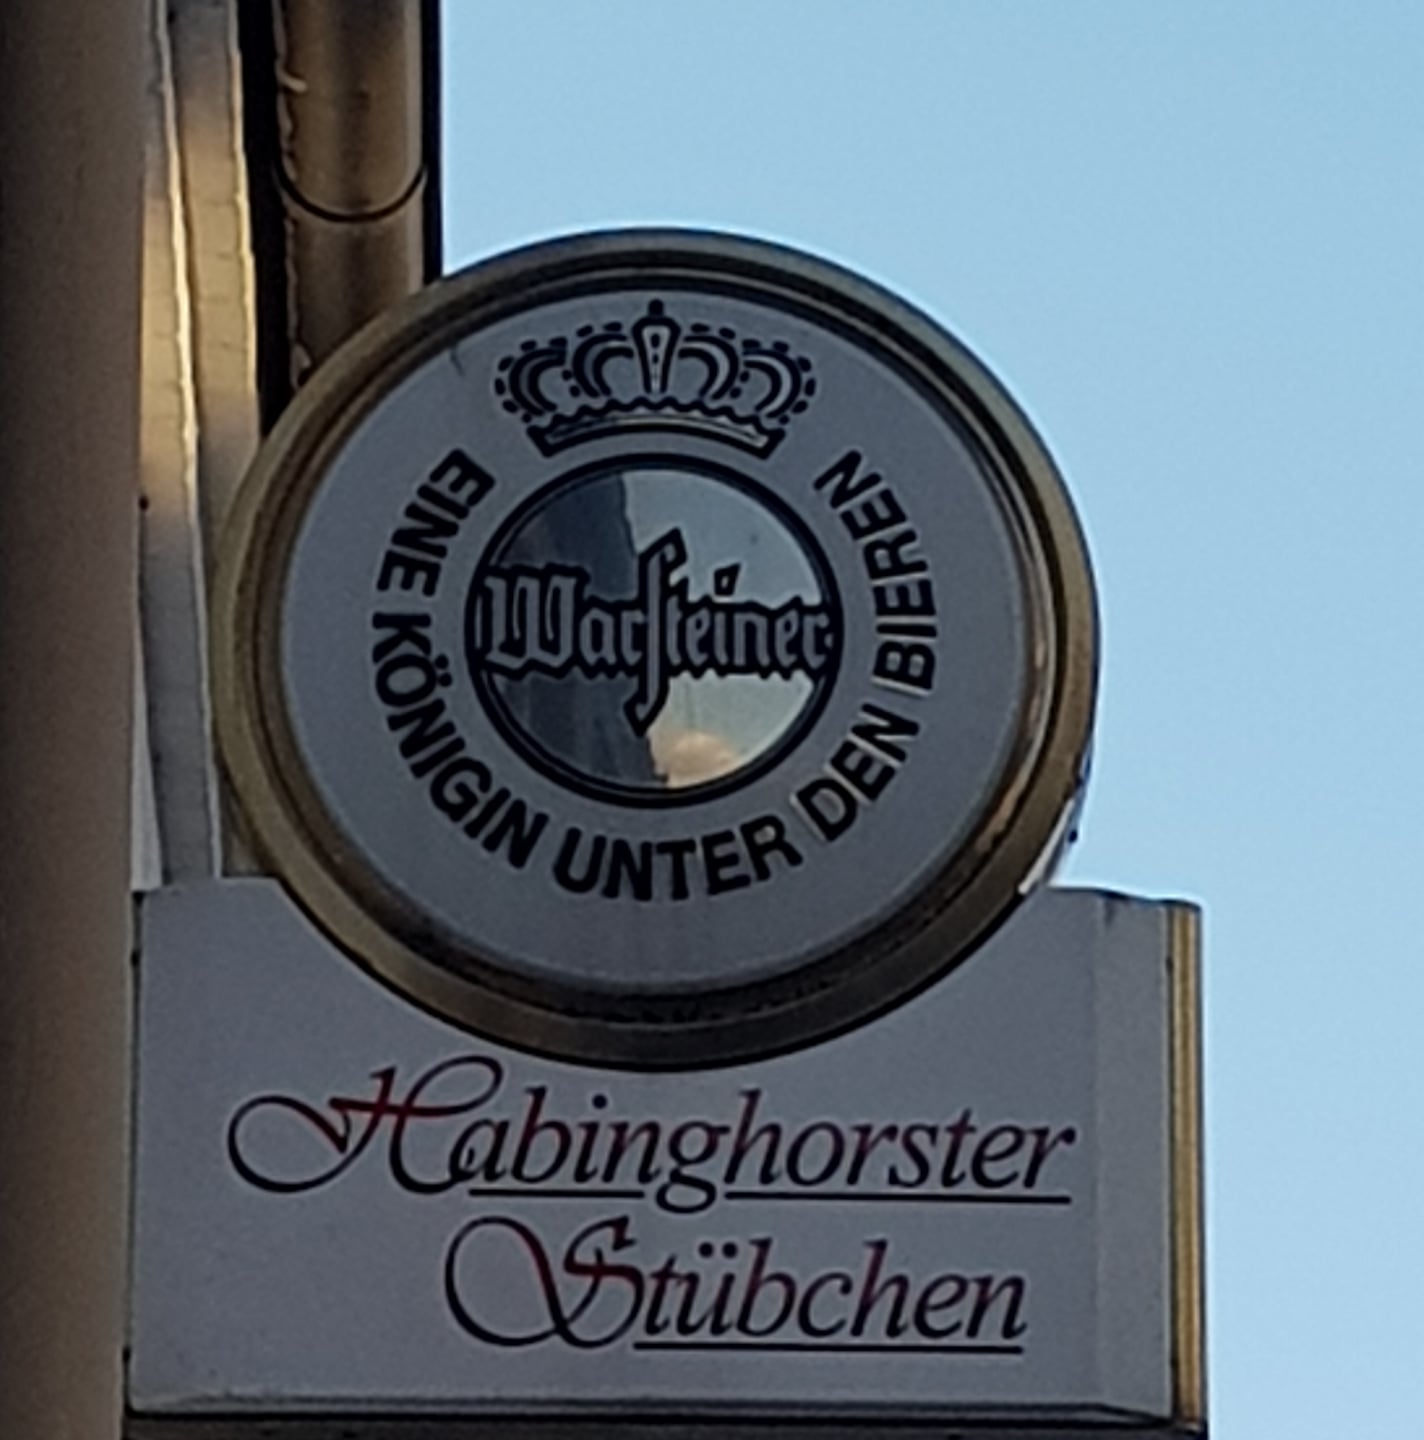 EINE KÖNIGIN UNTER DEN BIEREN
Warsteiner
Habinghorster
Stübchen